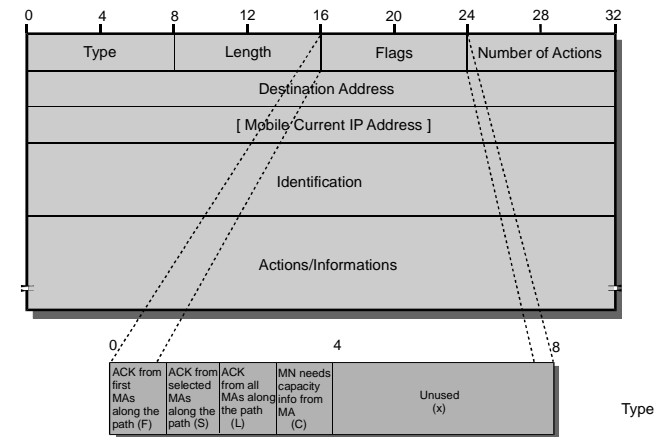 0 4 8 16 20 24 28 32
Type Length Flags Number of Actions
Destination Address
[ Mobile Current IP Address ]
Identification
Actions/Informations
0 4 8
ACK from
first
MAs
along the
path (F)
ACK from
selected
MAs
along the
path (S)
ACK
from all
MAs along
the path
(L)
MN needs
capacity
info from
MA
(C)
Unused
(x)
Type